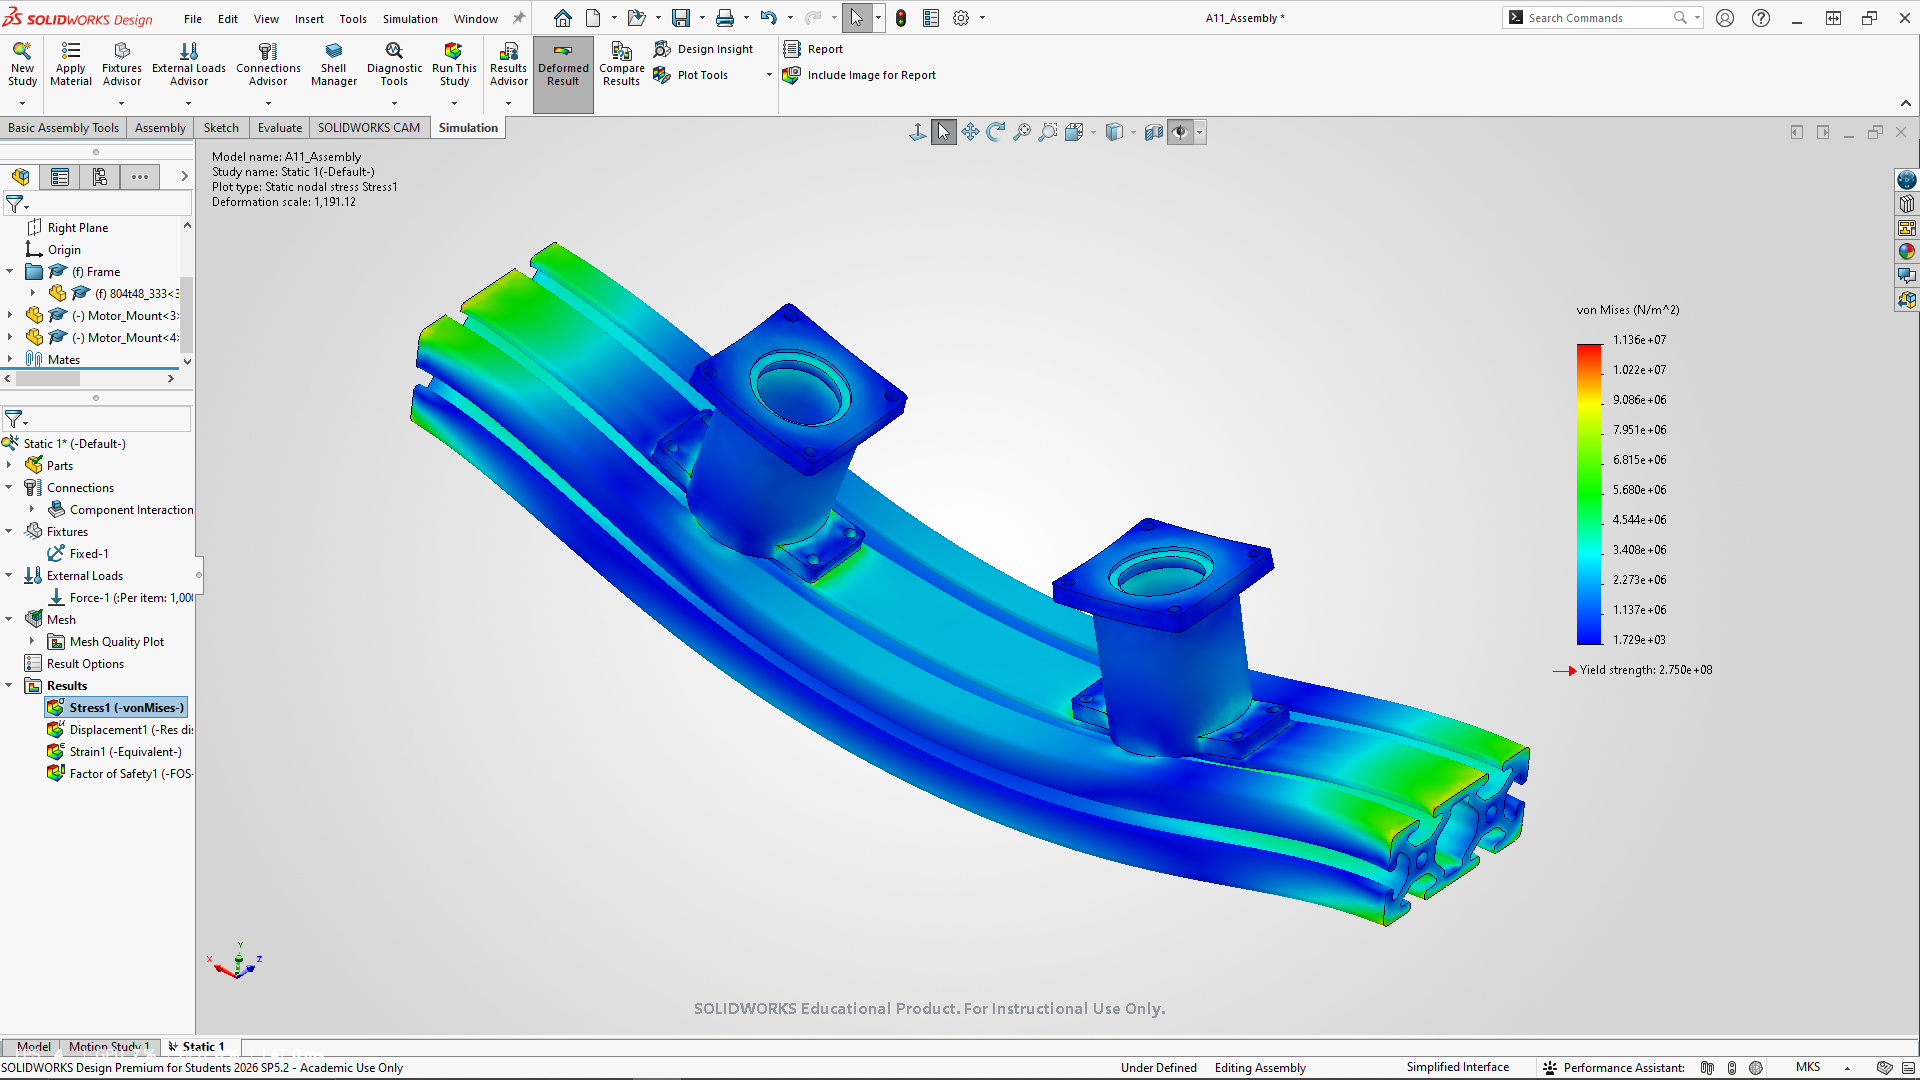 SOLIDWORKS Design
File Edit View Insert Tools Simulation Window
A11_Assembly *
Search Commands
New Study
Apply Material
Fixtures Advisor
External Loads Advisor
Connections Advisor
Shell Manager
Diagnostic Tools
Run This Study
Results Advisor
Deformed Result
Compare Results
Design Insight
Plot Tools
Report
Include Image for Report
Basic Assembly Tools Assembly Sketch Evaluate SOLIDWORKS CAM Simulation
Model name: A11_Assembly
Study name: Static 1(-Default-)
Plot type: Static nodal stress Stress1
Deformation scale: 1,191.12
Right Plane
Origin
(f) Frame
(f) 804t48_333<3
(-) Motor_Mount<3>
(-) Motor_Mount<4>
Mates
Static 1* (-Default-)
Parts
Connections
Component Interaction
Fixtures
Fixed-1
External Loads
Force-1 (:Per item: 1,000
Mesh
Mesh Quality Plot
Result Options
Results
Stress1 (-vonMises-)
Displacement1 (-Res dis
Strain1 (-Equivalent-)
Factor of Safety1 (-FOS-
von Mises (N/m^2)
1.136e+07
1.022e+07
9.086e+06
7.951e+06
6.815e+06
5.680e+06
4.544e+06
3.408e+06
2.273e+06
1.137e+06
1.729e+03
Yield strength: 2.750e+08
Y
X
Z
SOLIDWORKS Educational Product. For Instructional Use Only.
Model Motion Study 1 Static 1
SOLIDWORKS Design Premium for Students 2026 SP5.2 - Academic Use Only
Under Defined Editing Assembly Simplified Interface Performance Assistant: MKS